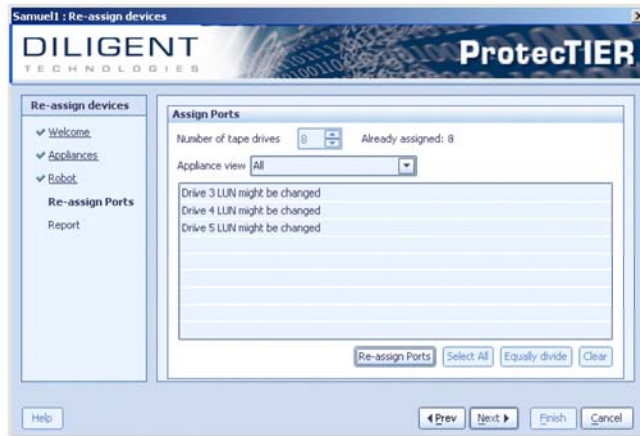 Samuel1 : Re-assign devices
DILIGENT
TECHNOLOGIES
ProtecTIER
Re-assign devices
Welcome
Appliances
Robot
Re-assign Ports
Report
Assign Ports
Number of tape drives 8 Already assigned: 8
Appliance view All
Drive 3 LUN might be changed
Drive 4 LUN might be changed
Drive 5 LUN might be changed
Re-assign Ports Select All Equally divide Clear
Help Prev Next Finish Cancel